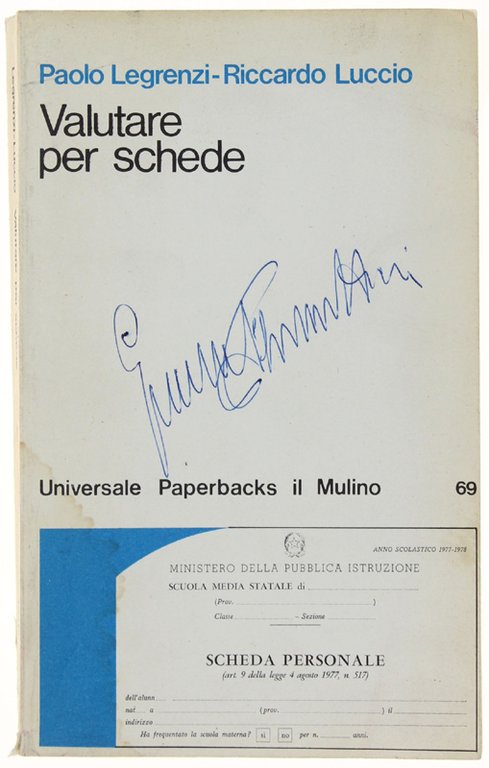 Paolo Legrenzi-Riccardo Luccio
Valutare
per schede
Universale Paperbacks il Mulino 69
ANNO SCOLASTICO 1977-1978
MINISTERO DELLA PUBBLICA ISTRUZIONE
SCUOLA MEDIA STATALE di
(Prov. )
Classe - Sezione
SCHEDA PERSONALE
(art. 9 della legge 4 agosto 1977, n. 517)
dell'alunn
nat a (prov. ) il
indirizzo
Ha frequentato la scuola materna? si no per n. anni.